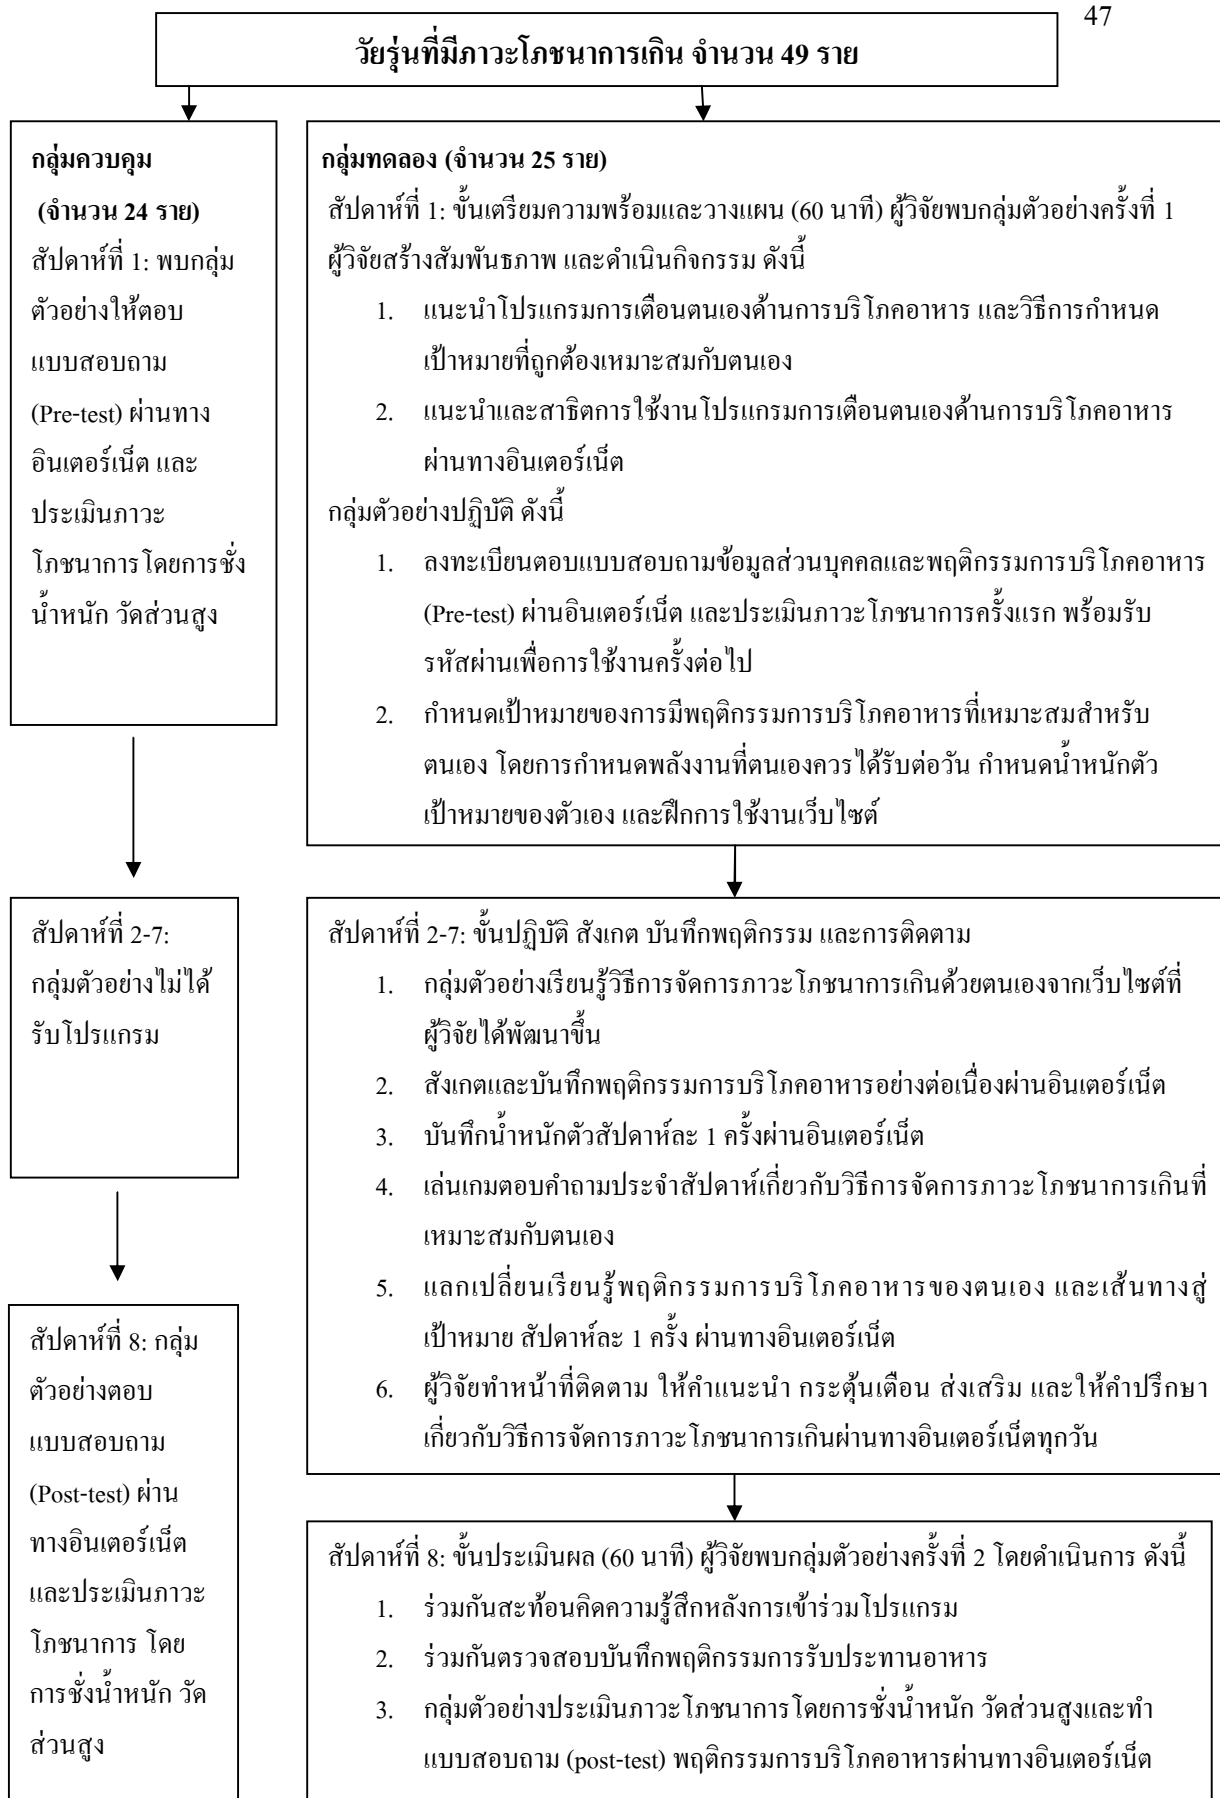 47
วัยรุ่นที่มีภาวะโภชนาการเกิน จำนวน 49 ราย
กลุ่มควบคุม
(จำนวน 24 ราย)
สัปดาห์ที่ 1: พบกลุ่ม
ตัวอย่างให้ตอบ
แบบสอบถาม
(Pre-test) ผ่านทาง
อินเตอร์เน็ต และ
ประเมินภาวะ
โภชนาการโดยการชั่ง
น้ำหนัก วัดส่วนสูง
กลุ่มทดลอง (จำนวน 25 ราย)
สัปดาห์ที่ 1: ขั้นเตรียมความพร้อมและวางแผน (60 นาที) ผู้วิจัยพบกลุ่มตัวอย่างครั้งที่ 1
ผู้วิจัยสร้างสัมพันธภาพ และดำเนินกิจกรรม ดังนี้
1. แนะนำโปรแกรมการเตือนตนเองด้านการบริโภคอาหาร และวิธีการกำหนด
เป้าหมายที่ถูกต้องเหมาะสมกับตนเอง
2. แนะนำและสาธิตการใช้งานโปรแกรมการเตือนตนเองด้านการบริโภคอาหาร
ผ่านทางอินเตอร์เน็ต
กลุ่มตัวอย่างปฏิบัติ ดังนี้
1. ลงทะเบียนตอบแบบสอบถามข้อมูลส่วนบุคคลและพฤติกรรมการบริโภคอาหาร
(Pre-test) ผ่านอินเตอร์เน็ต และประเมินภาวะโภชนาการครั้งแรก พร้อมรับ
รหัสผ่านเพื่อการใช้งานครั้งต่อไป
2. กำหนดเป้าหมายของการมีพฤติกรรมการบริโภคอาหารที่เหมาะสมสำหรับ
ตนเอง โดยการกำหนดพลังงานที่ตนเองควรได้รับต่อวัน กำหนดน้ำหนักตัว
เป้าหมายของตัวเอง และฝึกการใช้งานเว็บไซต์
สัปดาห์ที่ 2-7:
กลุ่มตัวอย่างไม่ได้
รับโปรแกรม
สัปดาห์ที่ 2-7: ขั้นปฏิบัติ สังเกต บันทึกพฤติกรรม และการติดตาม
1. กลุ่มตัวอย่างเรียนรู้วิธีการจัดการภาวะโภชนาการเกินด้วยตนเองจากเว็บไซต์ที่
ผู้วิจัยได้พัฒนาขึ้น
2. สังเกตและบันทึกพฤติกรรมการบริโภคอาหารอย่างต่อเนื่องผ่านอินเตอร์เน็ต
3. บันทึกน้ำหนักตัวสัปดาห์ละ 1 ครั้งผ่านอินเตอร์เน็ต
4. เล่นเกมตอบคำถามประจำสัปดาห์เกี่ยวกับวิธีการจัดการภาวะโภชนาการเกินที่
เหมาะสมกับตนเอง
5. แลกเปลี่ยนเรียนรู้พฤติกรรมการบริโภคอาหารของตนเอง และเส้นทางสู่
เป้าหมาย สัปดาห์ละ 1 ครั้ง ผ่านทางอินเตอร์เน็ต
6. ผู้วิจัยทำหน้าที่ติดตาม ให้คำแนะนำ กระตุ้นเตือน ส่งเสริม และให้คำปรึกษา
เกี่ยวกับวิธีการจัดการภาวะโภชนาการเกินผ่านทางอินเตอร์เน็ตทุกวัน
สัปดาห์ที่ 8: กลุ่ม
ตัวอย่างตอบ
แบบสอบถาม
(Post-test) ผ่าน
ทางอินเตอร์เน็ต
และประเมินภาวะ
โภชนาการ โดย
การชั่งน้ำหนัก วัด
ส่วนสูง
สัปดาห์ที่ 8: ขั้นประเมินผล (60 นาที) ผู้วิจัยพบกลุ่มตัวอย่างครั้งที่ 2 โดยดำเนินการ ดังนี้
1. ร่วมกันสะท้อนคิดความรู้สึกหลังการเข้าร่วมโปรแกรม
2. ร่วมกันตรวจสอบบันทึกพฤติกรรมการรับประทานอาหาร
3. กลุ่มตัวอย่างประเมินภาวะโภชนาการโดยการชั่งน้ำหนัก วัดส่วนสูงและทำ
แบบสอบถาม (post-test) พฤติกรรมการบริโภคอาหารผ่านทางอินเตอร์เน็ต